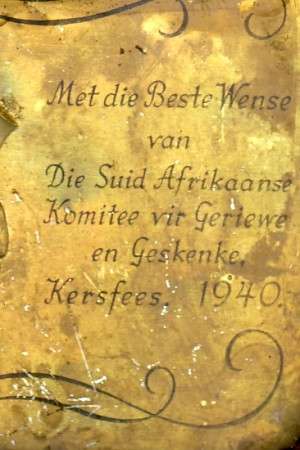 Met die Beste Wense
van
Die Suid Afrikaanse
Komitee vir Geriewe
en Geskenke,
Kersfees, 1940.